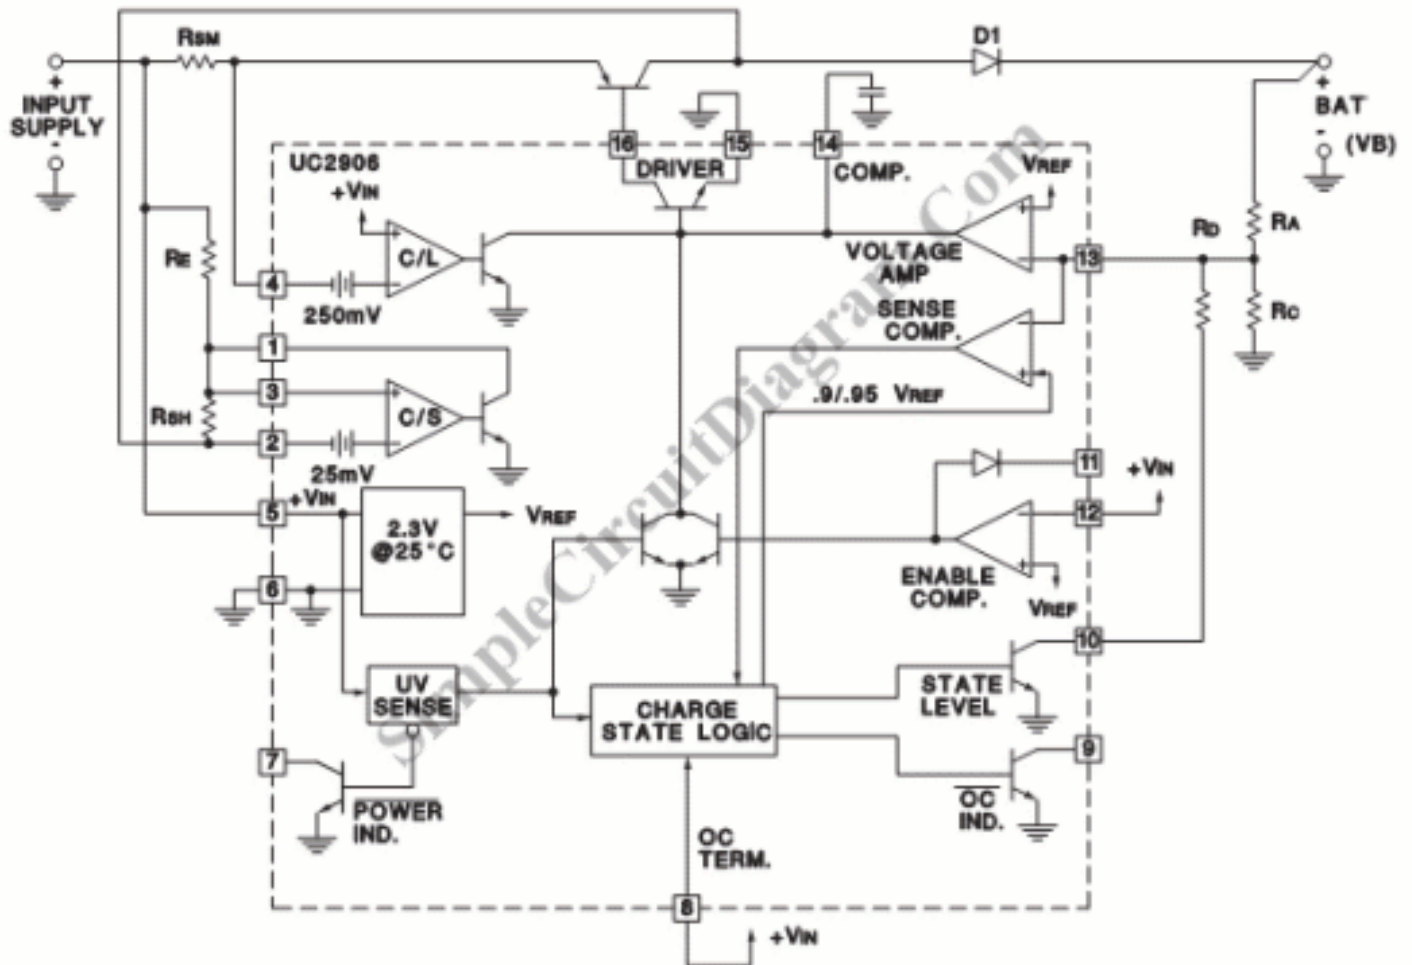 RSM
D1
+
INPUT
SUPPLY
-
+
BAT
-
(VB)
16
15
14
UC2906
DRIVER
COMP.
VREF
+VIN
+
C/L
-
VOLTAGE
AMP
+
-
13
RD
RA
RE
4
250mV
SENSE
COMP.
-
+
RC
1
3
+
C/S
-
.9/.95 VREF
RSH
2
25mV
11
+VIN
5
+VIN
2.3V
@25°C
VREF
-
12
+
ENABLE
COMP.
VREF
6
10
UV
SENSE
STATE
LEVEL
CHARGE
STATE LOGIC
7
9
POWER
IND.
OC
IND.
OC
TERM.
8
+VIN
SimpleCircuitDiagram.Com